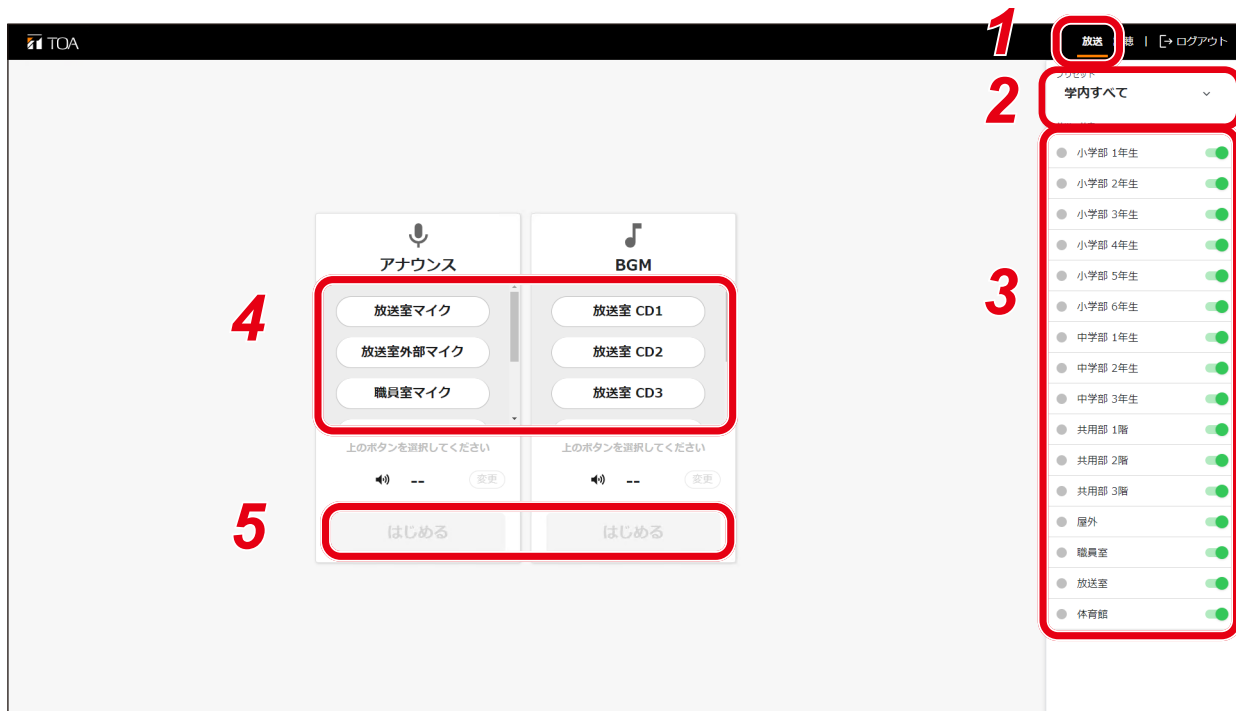 TOA
1
放送
聴
ログアウト
2
プリセット
学内すべて
3
小学部 1年生
小学部 2年生
小学部 3年生
小学部 4年生
小学部 5年生
小学部 6年生
中学部 1年生
中学部 2年生
中学部 3年生
共用部 1階
共用部 2階
共用部 3階
屋外
職員室
放送室
体育館
アナウンス
BGM
4
放送室マイク
放送室 CD1
放送室外部マイク
放送室 CD2
職員室マイク
放送室 CD3
上のボタンを選択してください
上のボタンを選択してください
-- 変更
-- 変更
5
はじめる
はじめる